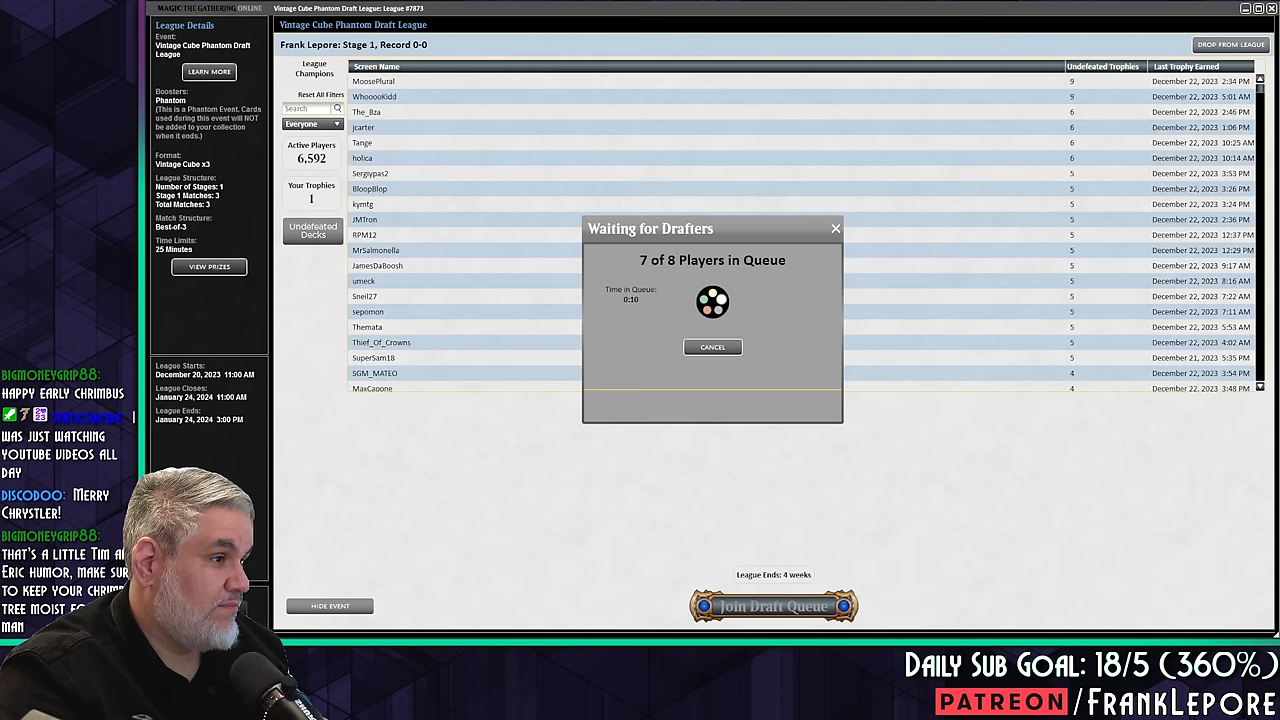 MAGIC THE GATHERING ONLINE
Vintage Cube Phantom Draft League: League #7873
League Details
Event:
Vintage Cube Phantom Draft
League
LEARN MORE
Boosters:
Phantom
(This is a Phantom Event. Cards
used during this event will NOT
be added to your collection
when it ends.)
Format:
Vintage Cube x3
League Structure:
Number of Stages: 1
Stage 1 Matches: 3
Total Matches: 3
Match Structure:
Best-of-3
Time Limits:
25 Minutes
VIEW PRIZES
League Starts:
December 20, 2023 11:00 AM
League Closes:
January 24, 2024 11:00 AM
League Ends:
January 24, 2024 3:00 PM
Vintage Cube Phantom Draft League
Frank Lepore: Stage 1, Record 0-0
DROP FROM LEAGUE
League
Champions
Reset All Filters
Search
Everyone
Active Players
6,592
Your Trophies
1
Undefeated
Decks
Screen Name Undefeated Trophies Last Trophy Earned
MoosePlural 9 December 22, 2023 2:34 PM
WhooooKidd 9 December 22, 2023 5:01 AM
The_Bza 6 December 22, 2023 2:46 PM
jcarter 6 December 22, 2023 1:06 PM
Tange 6 December 22, 2023 10:25 AM
holica 6 December 22, 2023 10:14 AM
Sergiypas2 5 December 22, 2023 3:53 PM
BloopBlop 5 December 22, 2023 3:26 PM
kymtg 5 December 22, 2023 3:24 PM
JMTron 5 December 22, 2023 2:36 PM
RPM12 5 December 22, 2023 12:37 PM
MrSalmonella 5 December 22, 2023 12:29 PM
JamesDaBoosh 5 December 22, 2023 9:17 AM
umeck 5 December 22, 2023 8:16 AM
Sneil27 5 December 22, 2023 7:22 AM
sepomon 5 December 22, 2023 7:11 AM
Themata 5 December 22, 2023 5:53 AM
Thief_Of_Crowns 5 December 22, 2023 4:02 AM
SuperSam18 5 December 21, 2023 5:35 PM
SGM_MATEO 4 December 22, 2023 3:54 PM
MaxCapone 4 December 22, 2023 3:48 PM
Waiting for Drafters
7 of 8 Players in Queue
Time in Queue:
0:10
CANCEL
League Ends: 4 weeks
HIDE EVENT
Join Draft Queue
BIGMONEYGRIP88:
HAPPY EARLY CHRIMBUS
I
WAS JUST WATCHING
YOUTUBE VIDEOS ALL
DAY
DISCODOO: MERRY
CHRYSTLER!
BIGMONEYGRIP88:
THAT'S A LITTLE TIM
ERIC HUMOR, MAKE SUR
TO KEEP YOUR CHRIM
TREE MOIST
MAN
DAILY SUB GOAL: 18/5 (360%)
PATREON/FRANKLEPORE